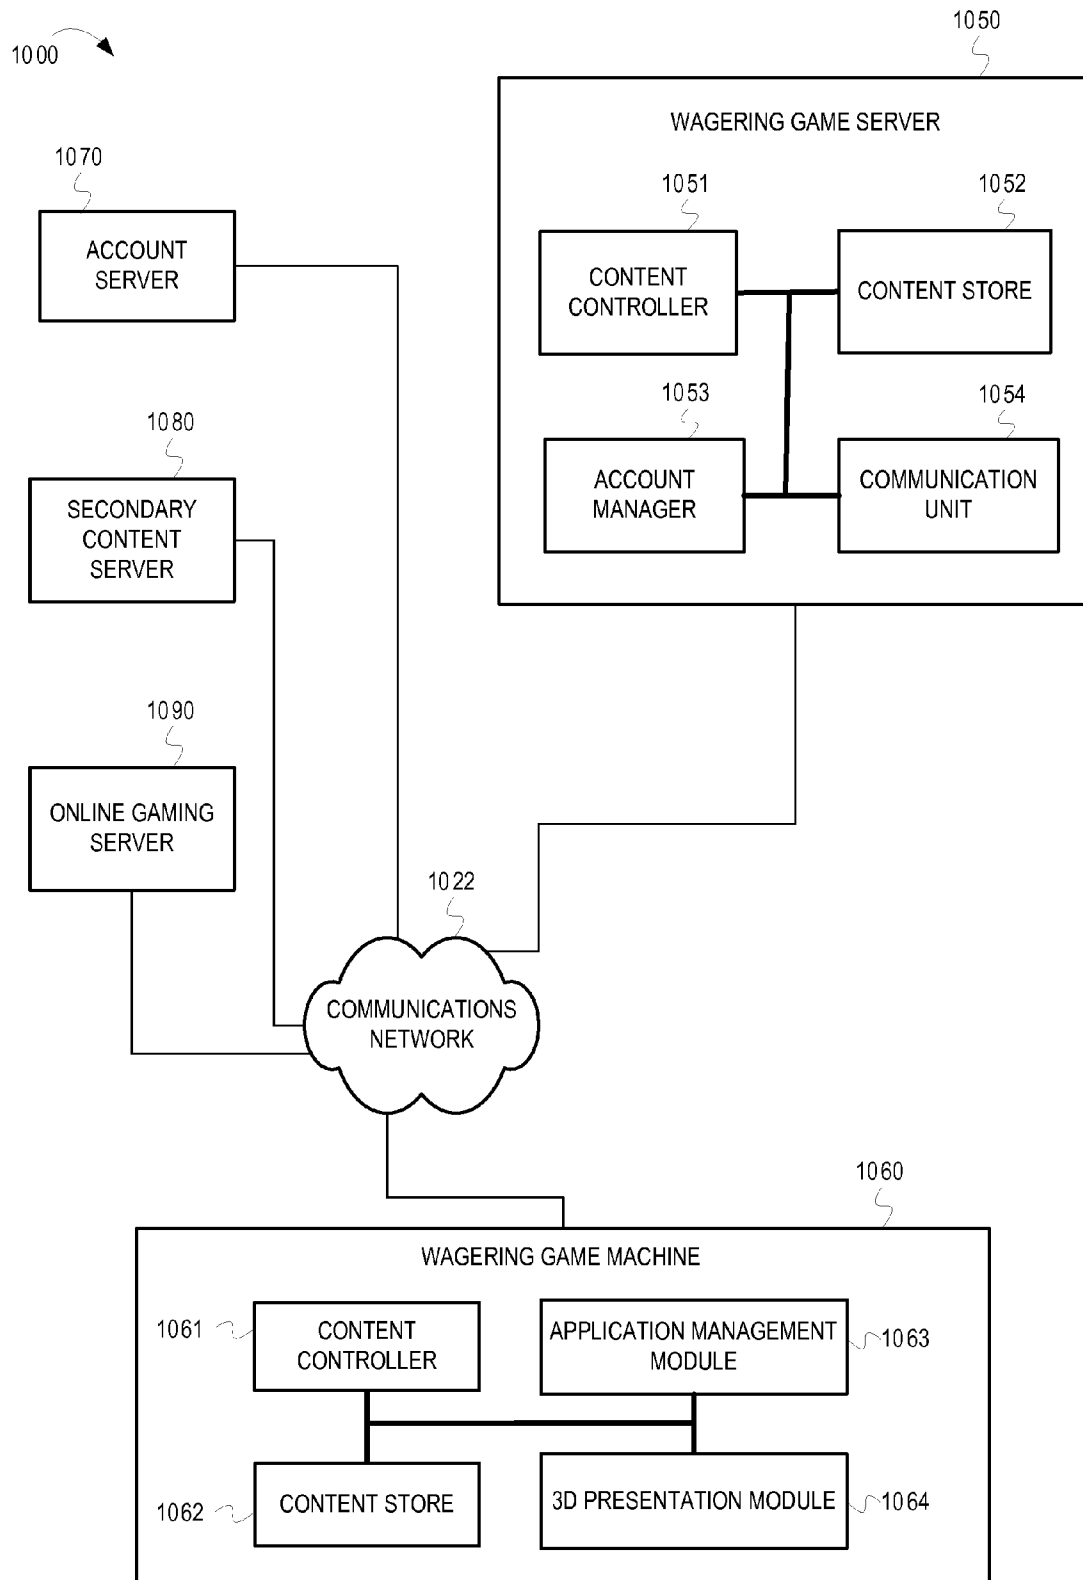 1000
1050
WAGERING GAME SERVER
1051
1052
CONTENT
CONTROLLER
CONTENT STORE
1053
1054
ACCOUNT
MANAGER
COMMUNICATION
UNIT
1070
ACCOUNT
SERVER
1080
SECONDARY
CONTENT
SERVER
1090
ONLINE GAMING
SERVER
1022
COMMUNICATIONS
NETWORK
1060
WAGERING GAME MACHINE
1061
CONTENT
CONTROLLER
APPLICATION MANAGEMENT
MODULE
1063
1062
CONTENT STORE
3D PRESENTATION MODULE
1064